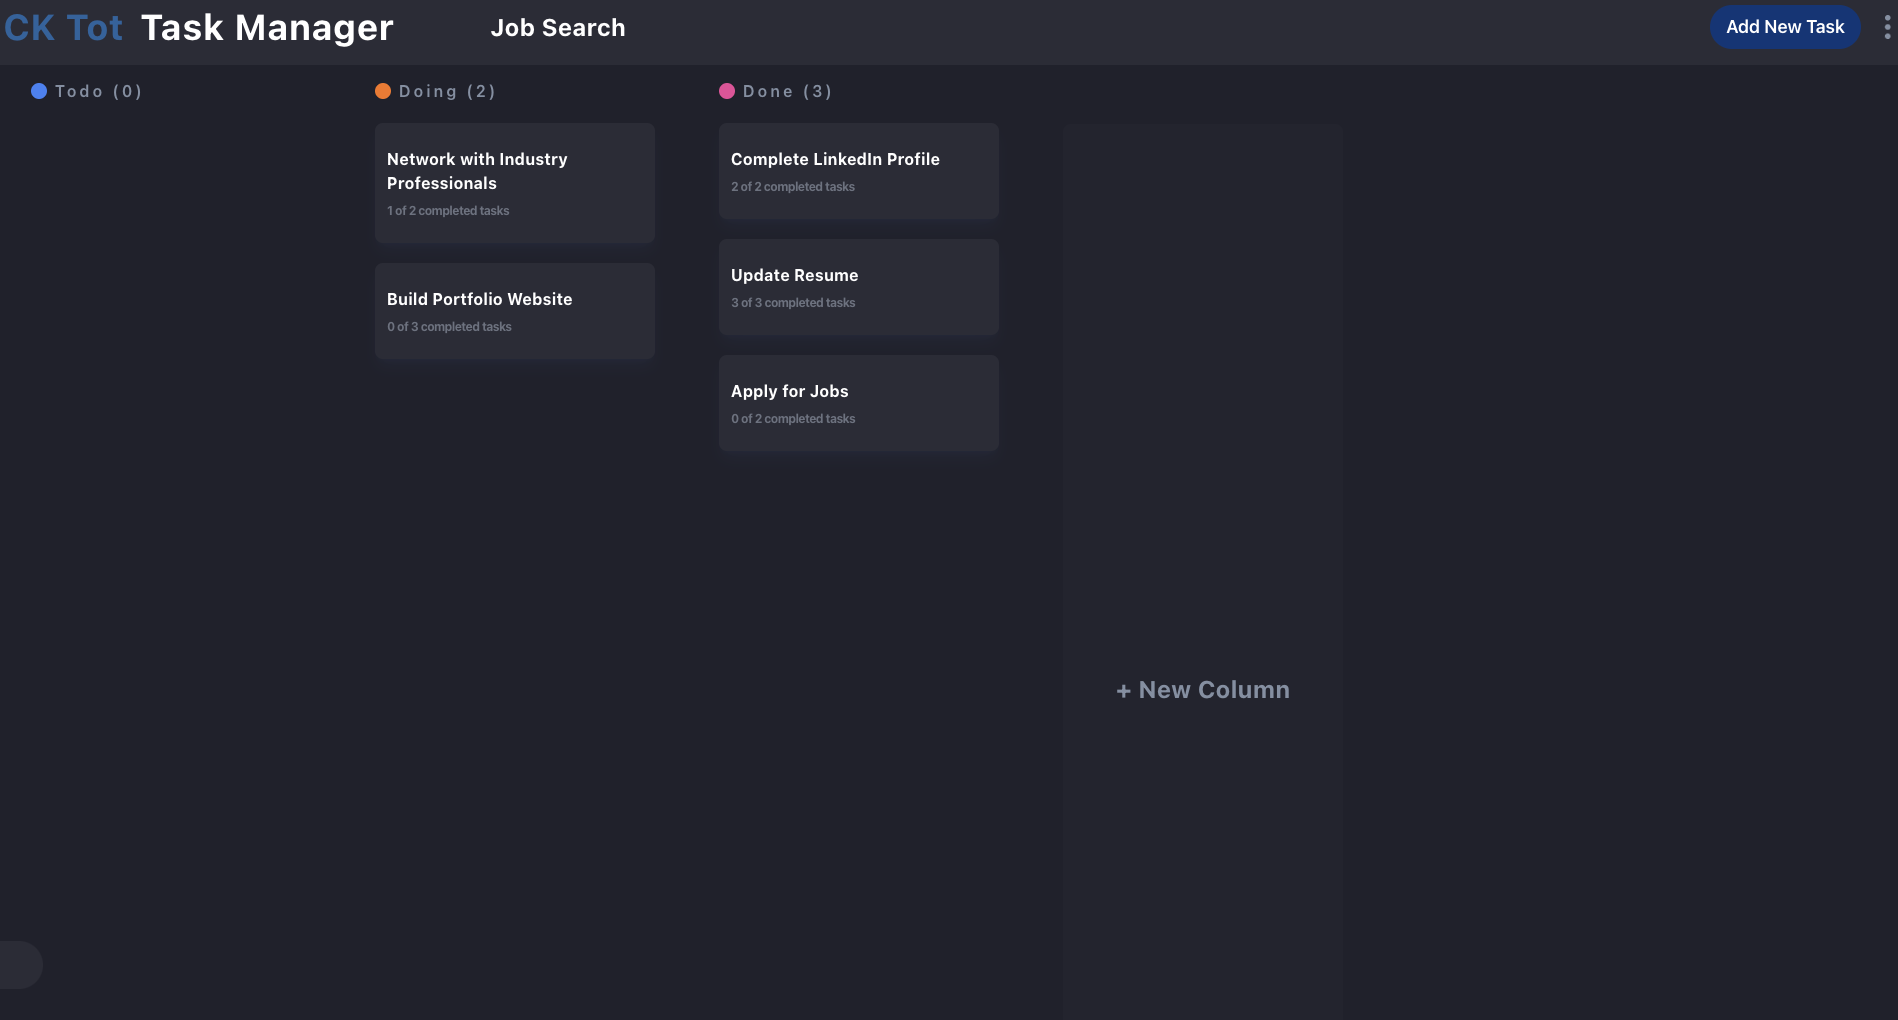 CK Tot Task Manager
Job Search
Add New Task
Todo (0)
Doing (2)
Network with Industry
Professionals
1 of 2 completed tasks
Build Portfolio Website
0 of 3 completed tasks
Done (3)
Complete LinkedIn Profile
2 of 2 completed tasks
Update Resume
3 of 3 completed tasks
Apply for Jobs
0 of 2 completed tasks
+ New Column